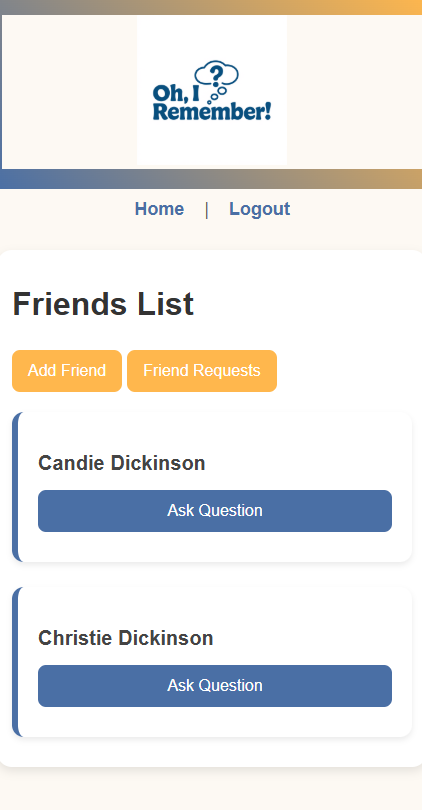 ?
Oh, I
Remember!
Home | Logout
Friends List
Add Friend Friend Requests
Candie Dickinson
Ask Question
Christie Dickinson
Ask Question